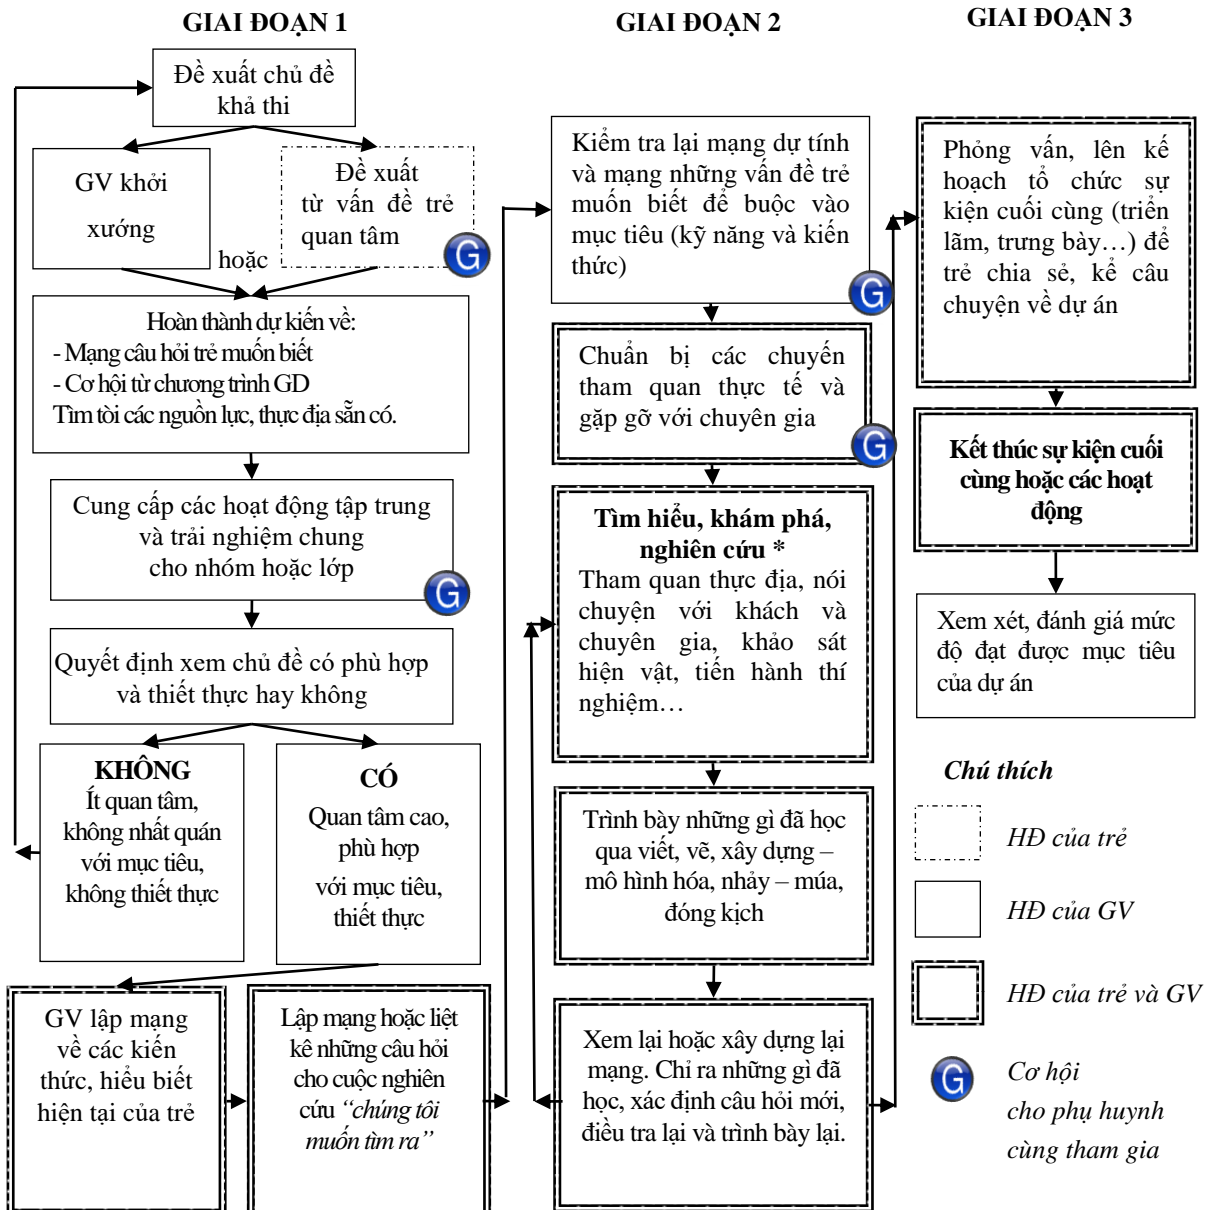 GIAI ĐOẠN 1
Đề xuất chủ đề
khả thi
GV khởi
xướng
hoặc
Đề xuất
từ vấn đề trẻ
quan tâm
G
Hoàn thành dự kiến về:
- Mạng câu hỏi trẻ muốn biết
- Cơ hội từ chương trình GD
Tìm tòi các nguồn lực, thực địa sẵn có.
Cung cấp các hoạt động tập trung
và trải nghiệm chung
cho nhóm hoặc lớp
G
Quyết định xem chủ đề có phù hợp
và thiết thực hay không
KHÔNG
Ít quan tâm,
không nhất quán
với mục tiêu,
không thiết thực
CÓ
Quan tâm cao,
phù hợp
với mục tiêu,
thiết thực
GV lập mạng
về các kiến
thức, hiểu biết
hiện tại của trẻ
Lập mạng hoặc liệt
kê những câu hỏi
cho cuộc nghiên
cứu “chúng tôi
muốn tìm ra”
GIAI ĐOẠN 2
Kiểm tra lại mạng dự tính
và mạng những vấn đề trẻ
muốn biết để buộc vào
mục tiêu (kỹ năng và kiến
thức)
G
Chuẩn bị các chuyến
tham quan thực tế và
gặp gỡ với chuyên gia
G
Tìm hiểu, khám phá,
nghiên cứu *
Tham quan thực địa, nói
chuyện với khách và
chuyên gia, khảo sát
hiện vật, tiến hành thí
nghiệm…
Trình bày những gì đã học
qua viết, vẽ, xây dựng –
mô hình hóa, nhảy – múa,
đóng kịch
Xem lại hoặc xây dựng lại
mạng. Chỉ ra những gì đã
học, xác định câu hỏi mới,
điều tra lại và trình bày lại.
GIAI ĐOẠN 3
Phỏng vấn, lên kế
hoạch tổ chức sự
kiện cuối cùng (triển
lãm, trưng bày…) để
trẻ chia sẻ, kể câu
chuyện về dự án
Kết thúc sự kiện cuối
cùng hoặc các hoạt
động
Xem xét, đánh giá mức
độ đạt được mục tiêu
của dự án
Chú thích
HĐ của trẻ
HĐ của GV
HĐ của trẻ và GV
G
Cơ hội
cho phụ huynh
cùng tham gia